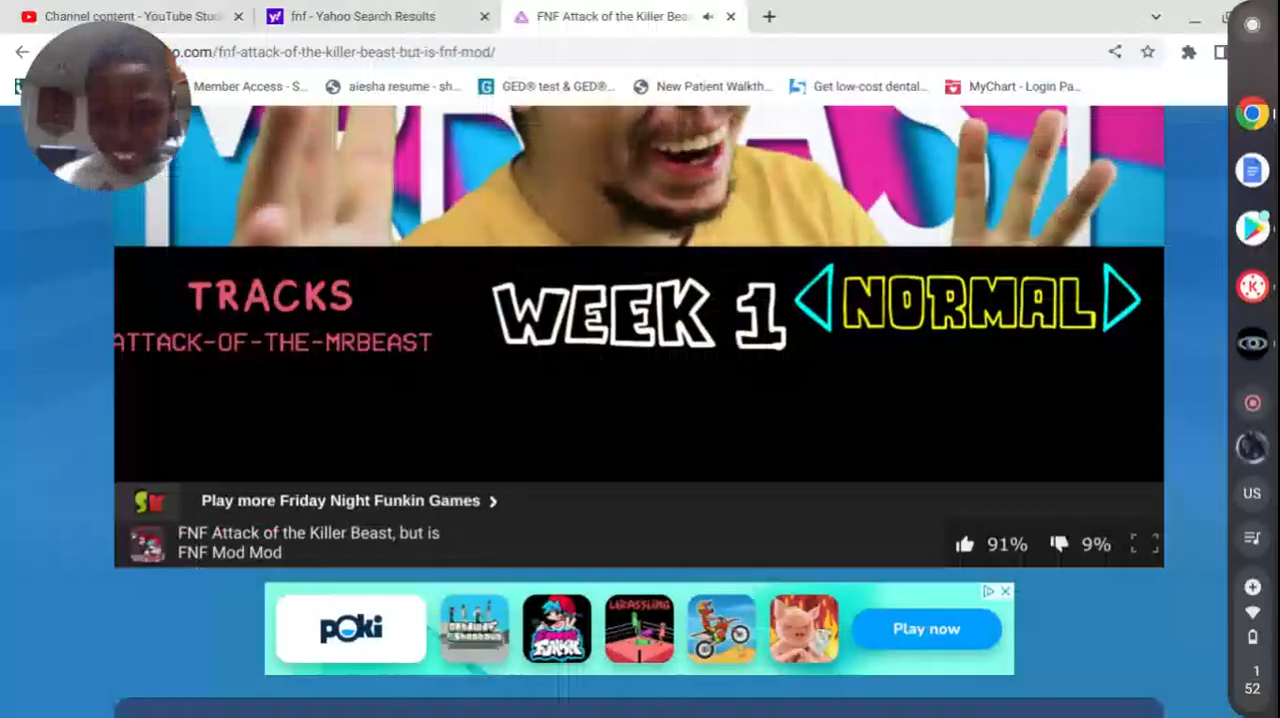 Channel content - YouTube Stu
fnf - Yahoo Search Results
FNF Attack of the Killer Bea
o.com/fnf-attack-of-the-killer-beast-but-is-fnf-mod/
Member Access - S...
aiesha resume - sh...
GED® test & GED®...
New Patient Walkth...
Get low-cost dental...
MyChart - Login Pa...
TRACKS
ATTACK-OF-THE-MRBEAST
WEEK 1
NORMAL
Play more Friday Night Funkin Games
FNF Attack of the Killer Beast, but is
FNF Mod Mod
91%
9%
POKi
Play now
US
1
52